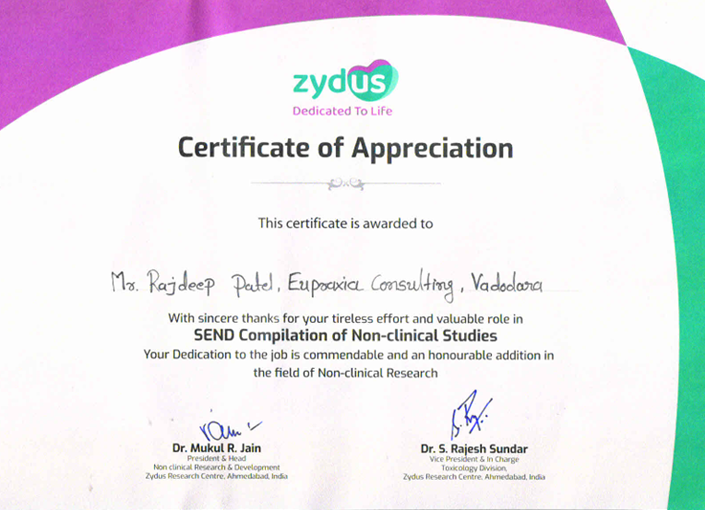 zydus
Dedicated To Life
Certificate of Appreciation
This certificate is awarded to
Mr. Rajdeep Patel, Eupraxia Consulting, Vadodara
With sincere thanks for your tireless effort and valuable role in
SEND Compilation of Non-clinical Studies
Your Dedication to the job is commendable and an honourable addition in
the field of Non-clinical Research
Dr. Mukul R. Jain
President & Head
Non clinical Research & Development
Zydus Research Centre, Ahmedabad, India
Dr. S. Rajesh Sundar
Vice President & In Charge
Toxicology Division,
Zydus Research Centre, Ahmedabad, India